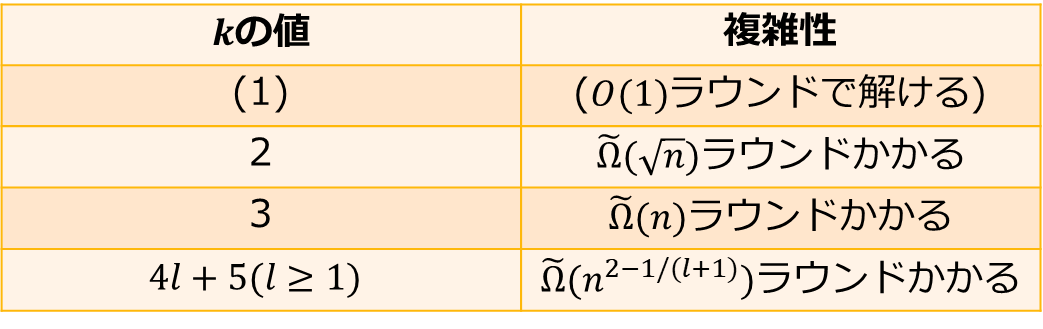 kの値 複雑性
(1) (O(1)ラウンドで解ける)
2 Ω̃(√n)ラウンドかかる
3 Ω̃(n)ラウンドかかる
4l + 5(l ≥ 1) Ω̃(n^{2−1/(l+1)})ラウンドかかる